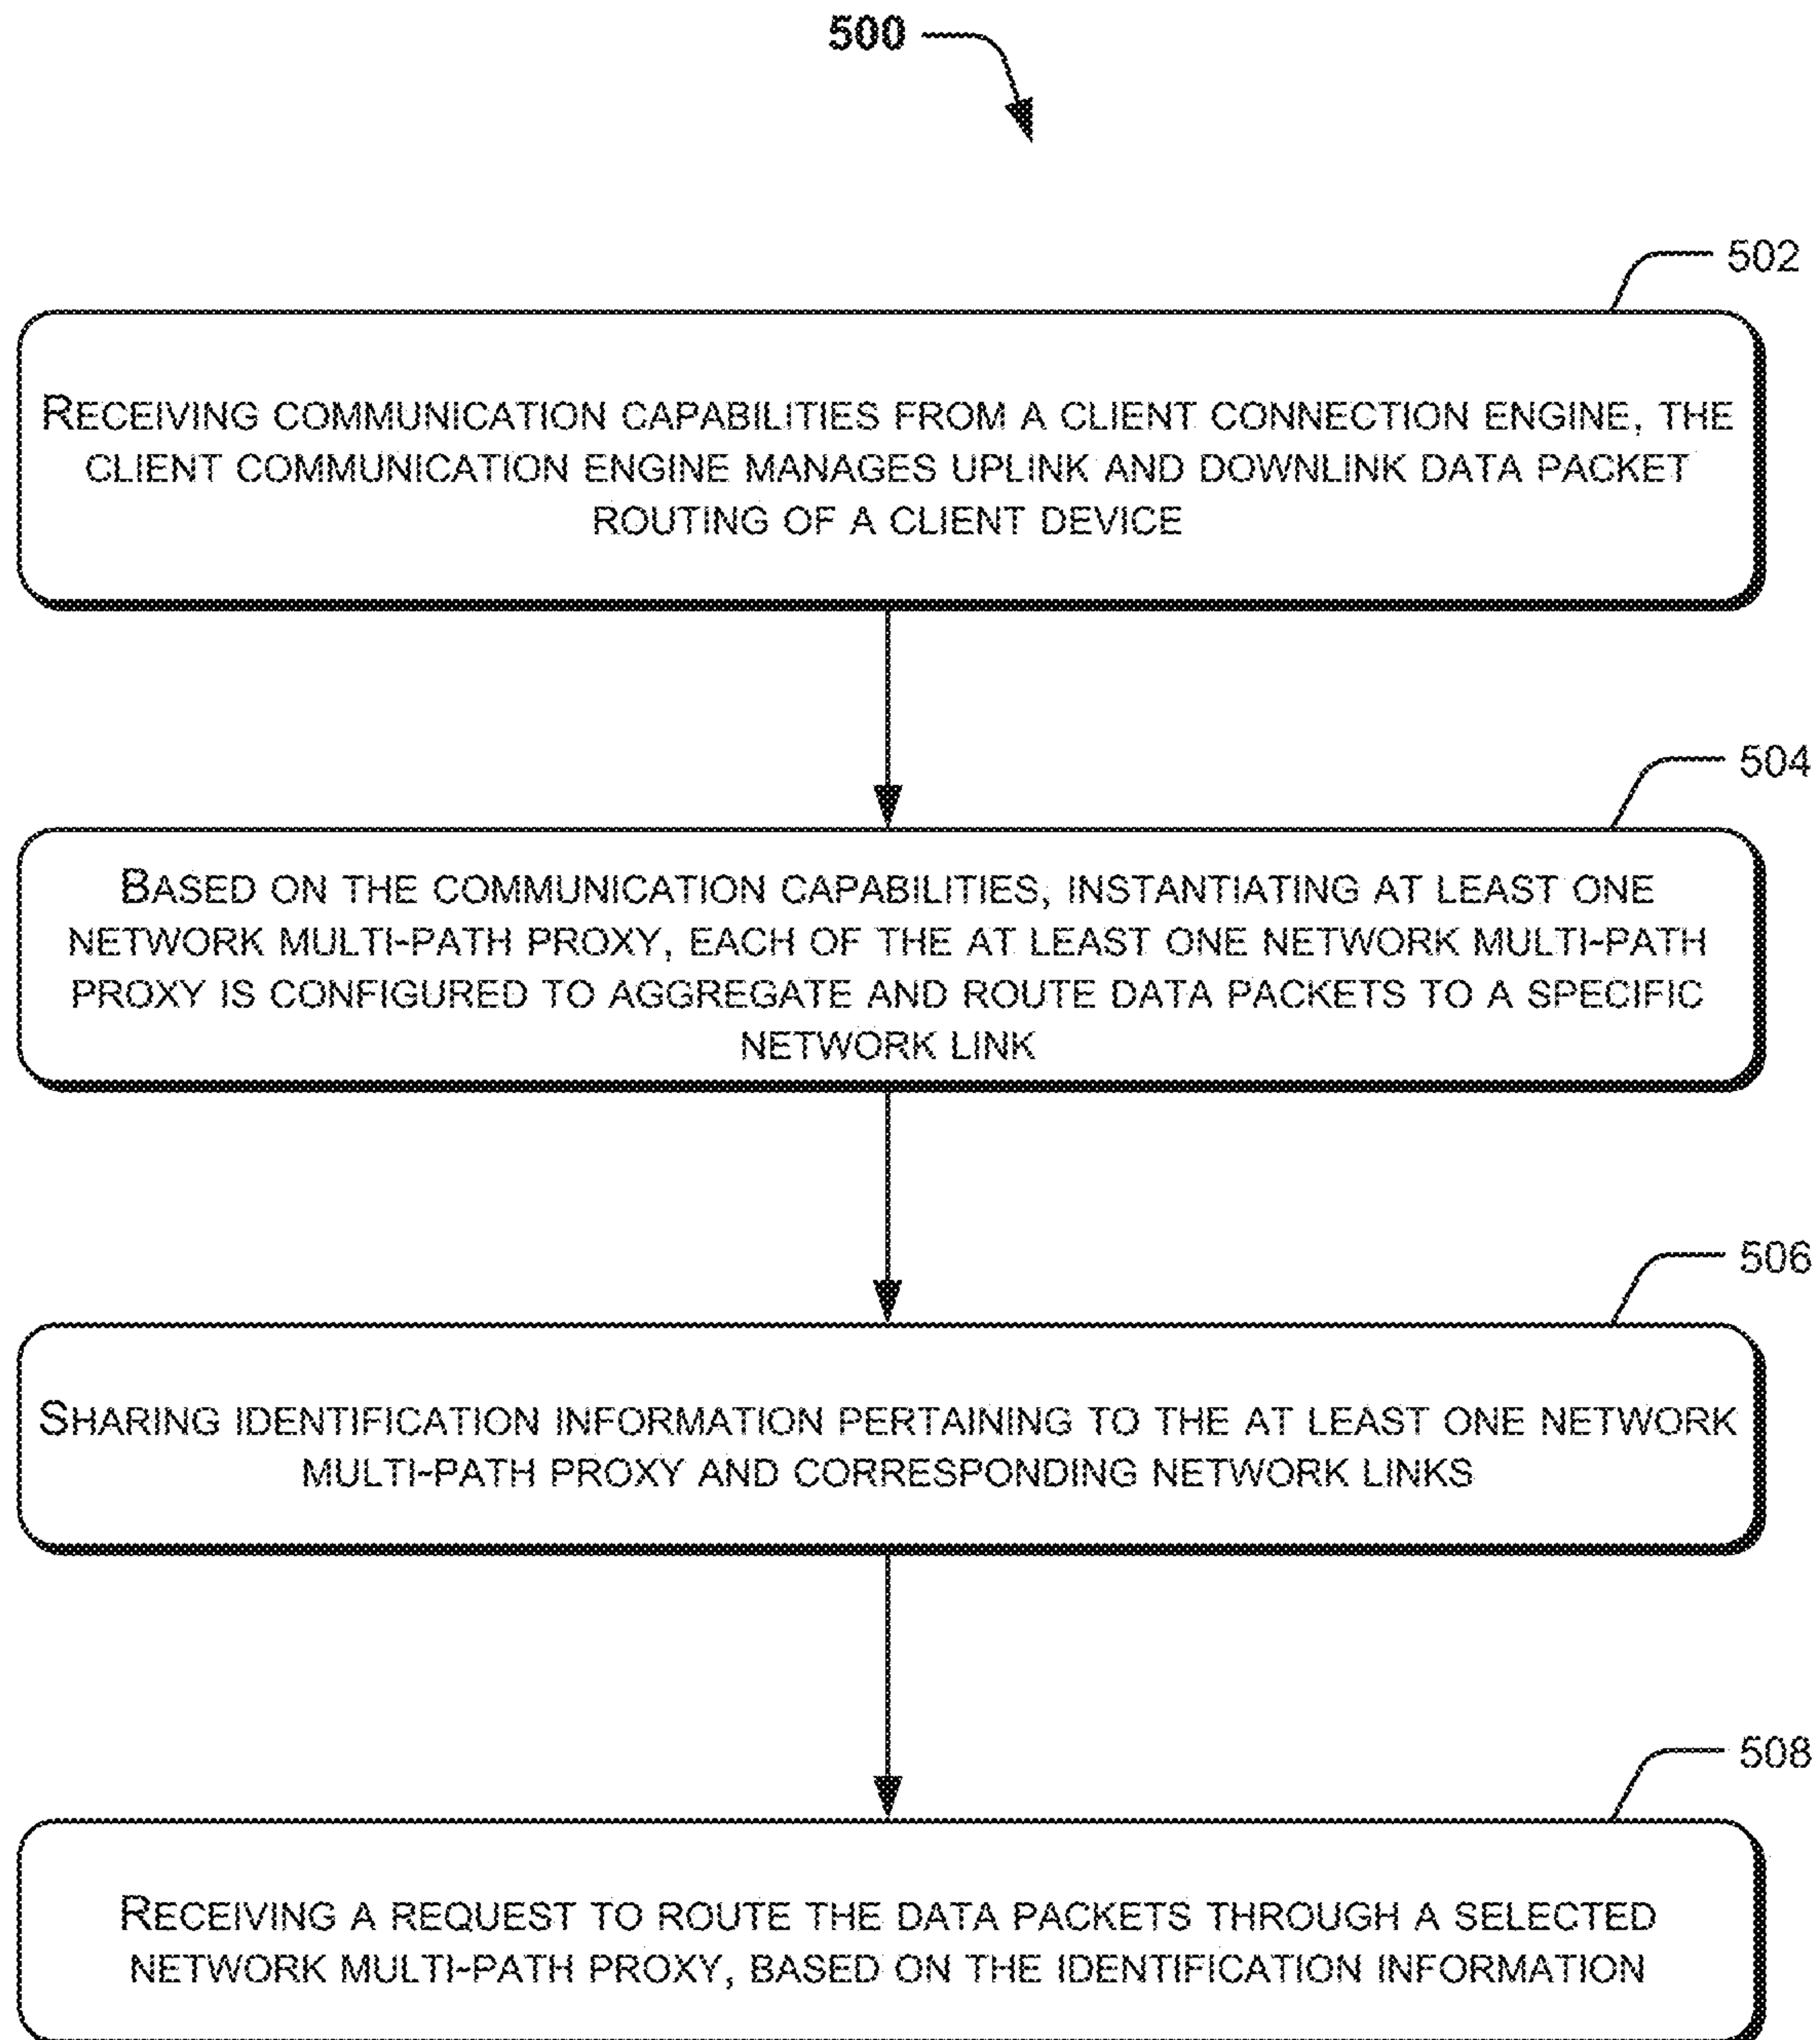 500
502
RECEIVING COMMUNICATION CAPABILITIES FROM A CLIENT CONNECTION ENGINE, THE
CLIENT COMMUNICATION ENGINE MANAGES UPLINK AND DOWNLINK DATA PACKET
ROUTING OF A CLIENT DEVICE
504
BASED ON THE COMMUNICATION CAPABILITIES, INSTANTIATING AT LEAST ONE
NETWORK MULTI-PATH PROXY, EACH OF THE AT LEAST ONE NETWORK MULTI-PATH
PROXY IS CONFIGURED TO AGGREGATE AND ROUTE DATA PACKETS TO A SPECIFIC
NETWORK LINK
506
SHARING IDENTIFICATION INFORMATION PERTAINING TO THE AT LEAST ONE NETWORK
MULTI-PATH PROXY AND CORRESPONDING NETWORK LINKS
508
RECEIVING A REQUEST TO ROUTE THE DATA PACKETS THROUGH A SELECTED
NETWORK MULTI-PATH PROXY, BASED ON THE IDENTIFICATION INFORMATION